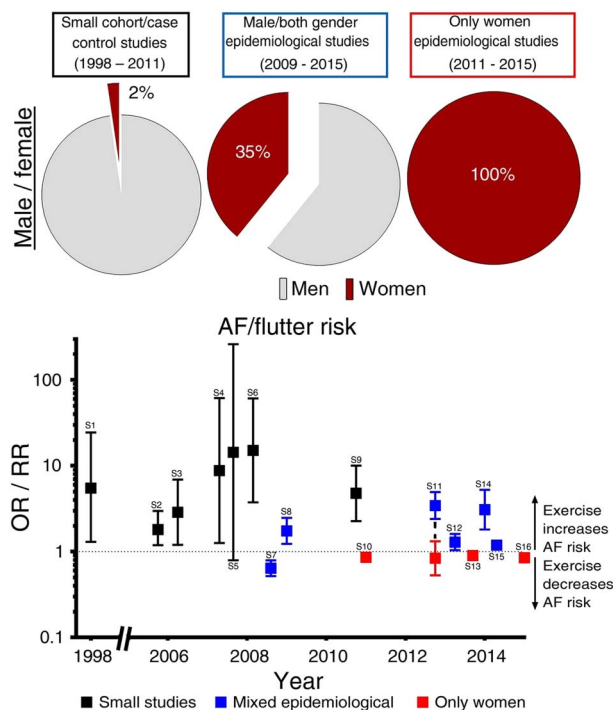 Small cohort/case
control studies
(1998 – 2011)
Male/both gender
epidemiological studies
(2009 - 2015)
Only women
epidemiological studies
(2011 - 2015)
Male / female
2%
35%
100%
Men
Women
AF/flutter risk
OR / RR
100
10
1
0.1
S1
S2
S3
S4
S5
S6
S7
S8
S9
S10
S11
S12
S13
S14
S15
S16
Exercise
increases
AF risk
Exercise
decreases
AF risk
1998
2006
2008
2010
2012
2014
Year
Small studies
Mixed epidemiological
Only women